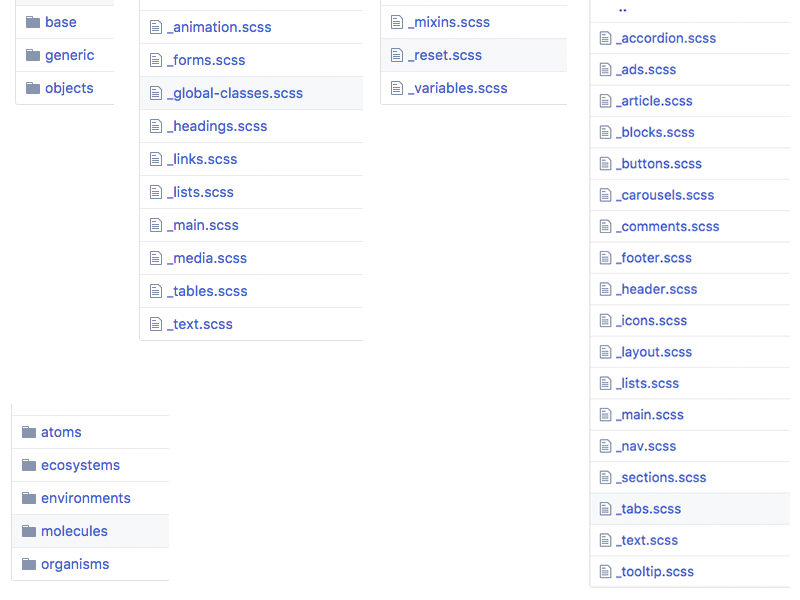 base
generic
objects
_animation.scss
_forms.scss
_global-classes.scss
_headings.scss
_links.scss
_lists.scss
_main.scss
_media.scss
_tables.scss
_text.scss
_mixins.scss
_reset.scss
_variables.scss
..
_accordion.scss
_ads.scss
_article.scss
_blocks.scss
_buttons.scss
_carousels.scss
_comments.scss
_footer.scss
_header.scss
_icons.scss
_layout.scss
_lists.scss
_main.scss
_nav.scss
_sections.scss
_tabs.scss
_text.scss
_tooltip.scss
atoms
ecosystems
environments
molecules
organisms